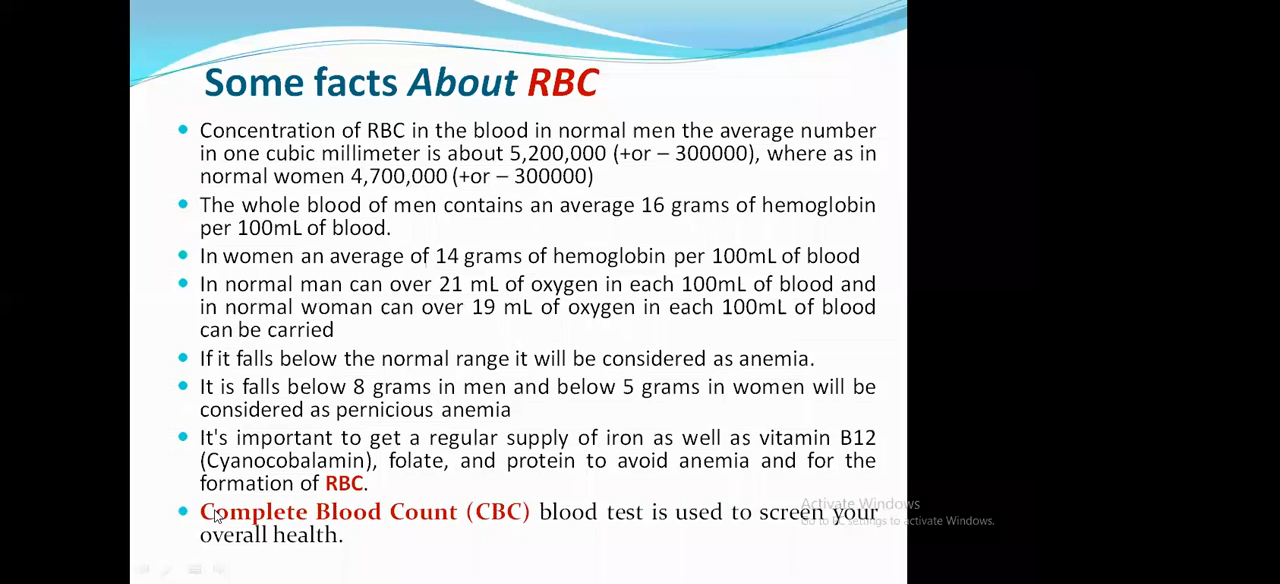 Some facts About RBC
Concentration of RBC in the blood in normal men the average number
in one cubic millimeter is about 5,200,000 (+or – 300000), where as in
normal women 4,700,000 (+or – 300000)
The whole blood of men contains an average 16 grams of hemoglobin
per 100mL of blood.
In women an average of 14 grams of hemoglobin per 100mL of blood
In normal man can over 21 mL of oxygen in each 100mL of blood and
in normal woman can over 19 mL of oxygen in each 100mL of blood
can be carried
If it falls below the normal range it will be considered as anemia.
It is falls below 8 grams in men and below 5 grams in women will be
considered as pernicious anemia
It's important to get a regular supply of iron as well as vitamin B12
(Cyanocobalamin), folate, and protein to avoid anemia and for the
formation of RBC.
Complete Blood Count (CBC) blood test is used to screen your
overall health.
Activate Windows
Go to PC settings to activate Windows.